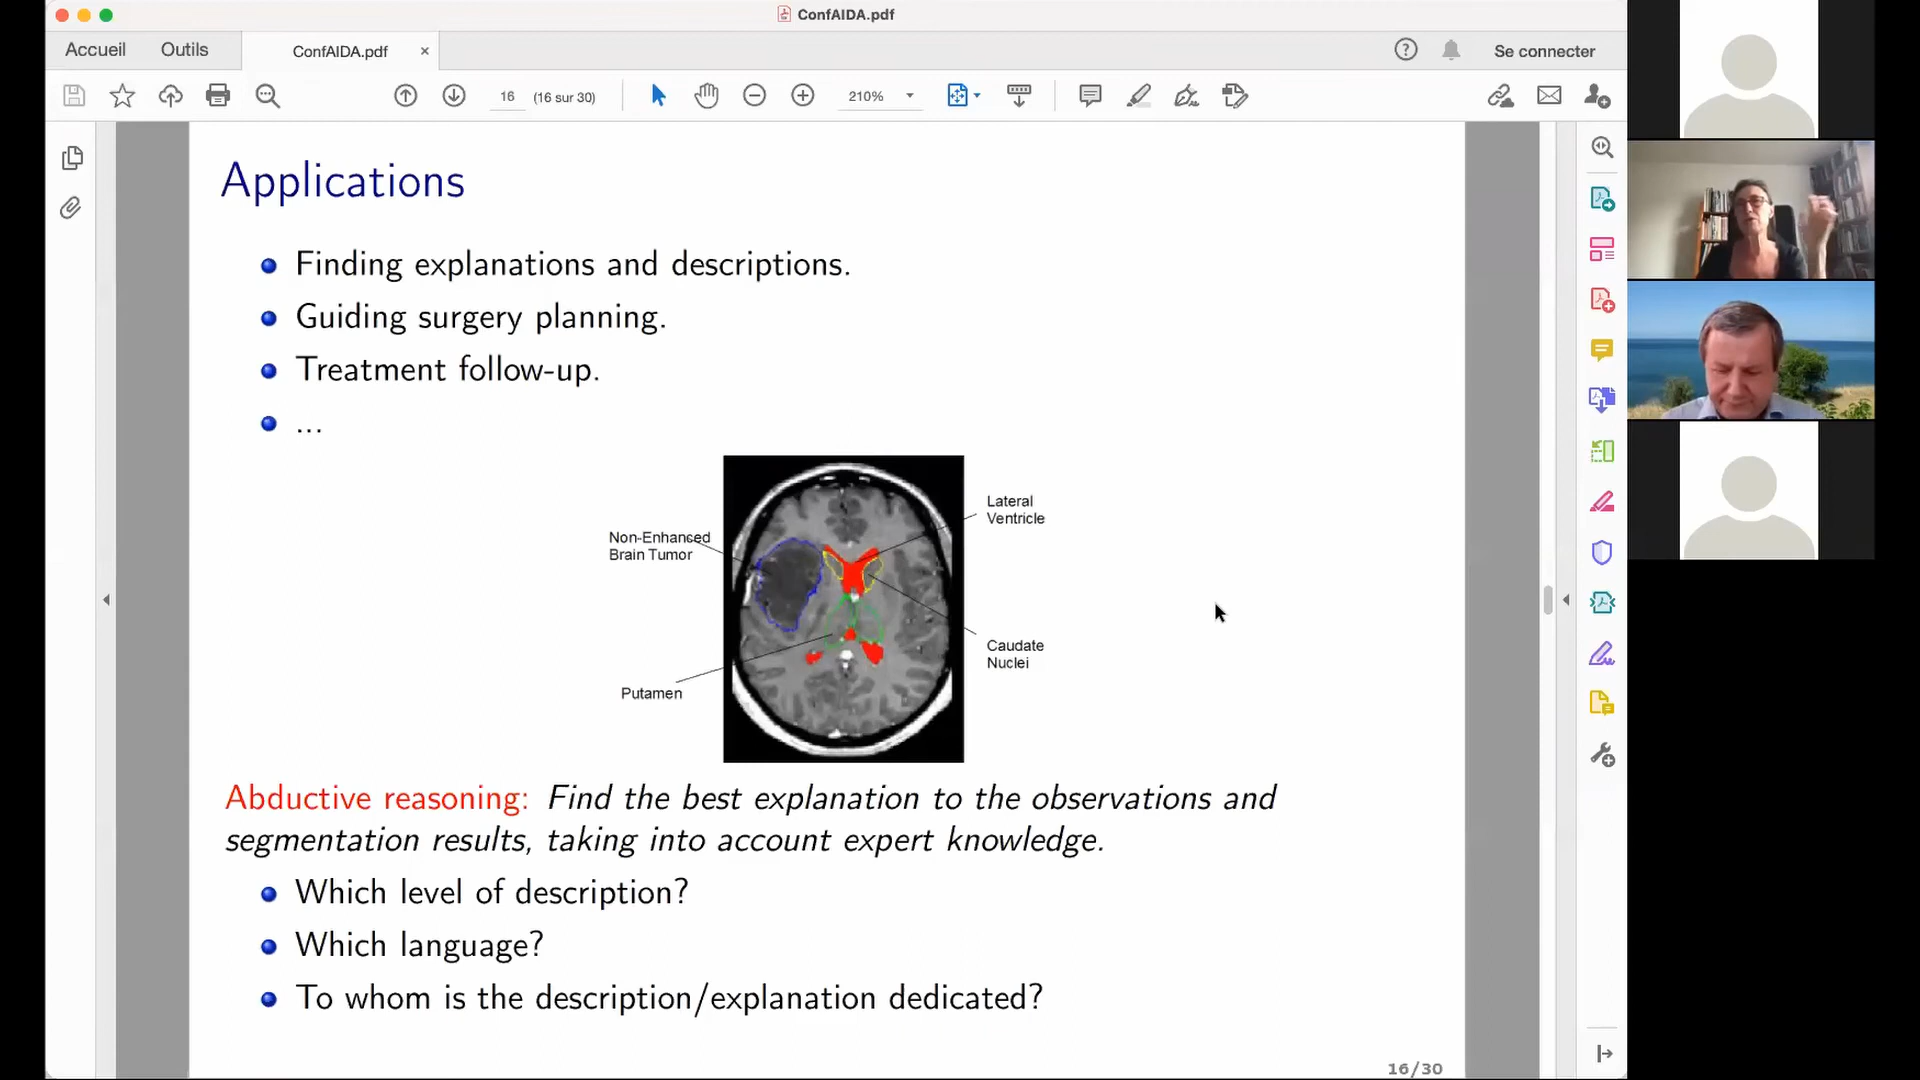 ConfAIDA.pdf
Accueil Outils ConfAIDA.pdf × Se connecter
16 (16 sur 30) 210%
Applications
Finding explanations and descriptions.
Guiding surgery planning.
Treatment follow-up.
...
Lateral
Ventricle
Non-Enhanced
Brain Tumor
Caudate
Nuclei
Putamen
Abductive reasoning: Find the best explanation to the observations and
segmentation results, taking into account expert knowledge.
Which level of description?
Which language?
To whom is the description/explanation dedicated?
16/30